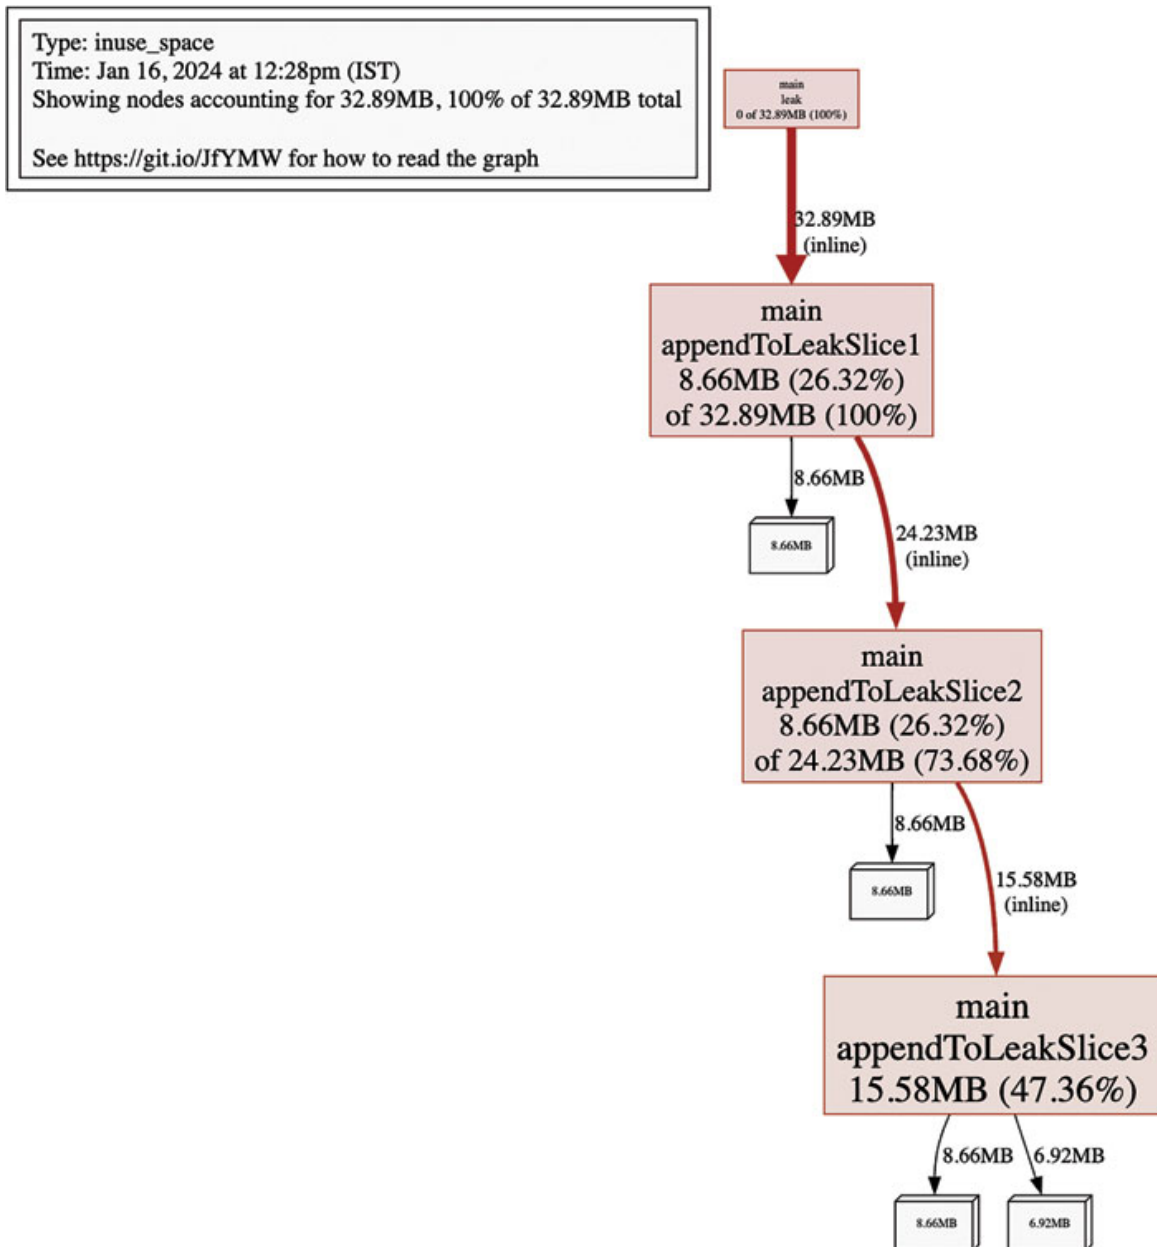 Type: inuse_space
Time: Jan 16, 2024 at 12:28pm (IST)
Showing nodes accounting for 32.89MB, 100% of 32.89MB total
See https://git.io/JfYMW for how to read the graph
main
leak
0 of 32.89MB (100%)
32.89MB
(inline)
main
appendToLeakSlice1
8.66MB (26.32%)
of 32.89MB (100%)
8.66MB
8.66MB
24.23MB
(inline)
main
appendToLeakSlice2
8.66MB (26.32%)
of 24.23MB (73.68%)
8.66MB
8.66MB
15.58MB
(inline)
main
appendToLeakSlice3
15.58MB (47.36%)
8.66MB
6.92MB
8.66MB
6.92MB